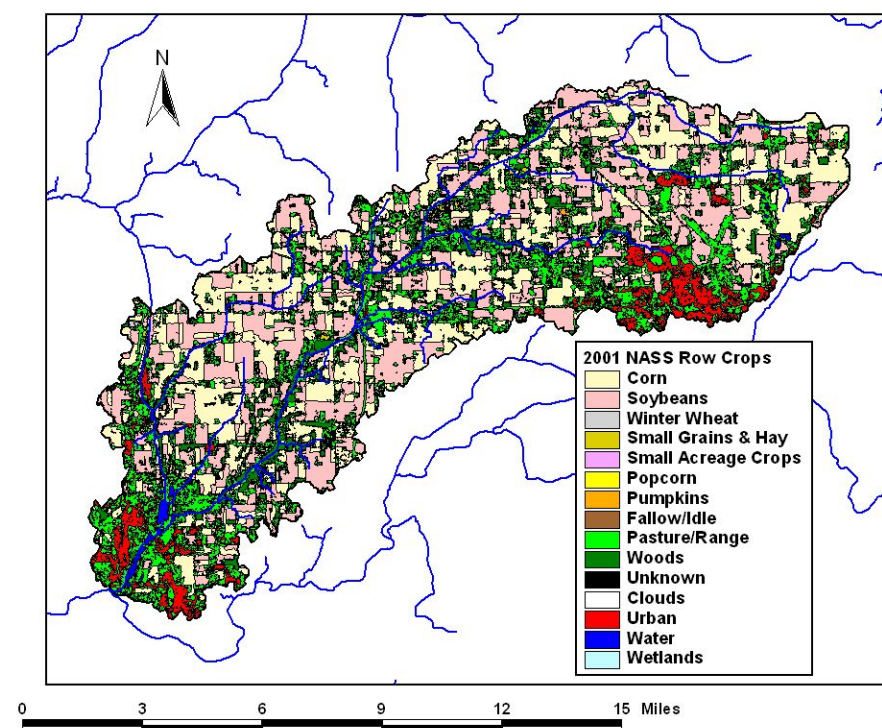 N
2001 NASS Row Crops
Corn
Soybeans
Winter Wheat
Small Grains & Hay
Small Acreage Crops
Popcorn
Pumpkins
Fallow/Idle
Pasture/Range
Woods
Unknown
Clouds
Urban
Water
Wetlands
0 3 6 9 12 15 Miles